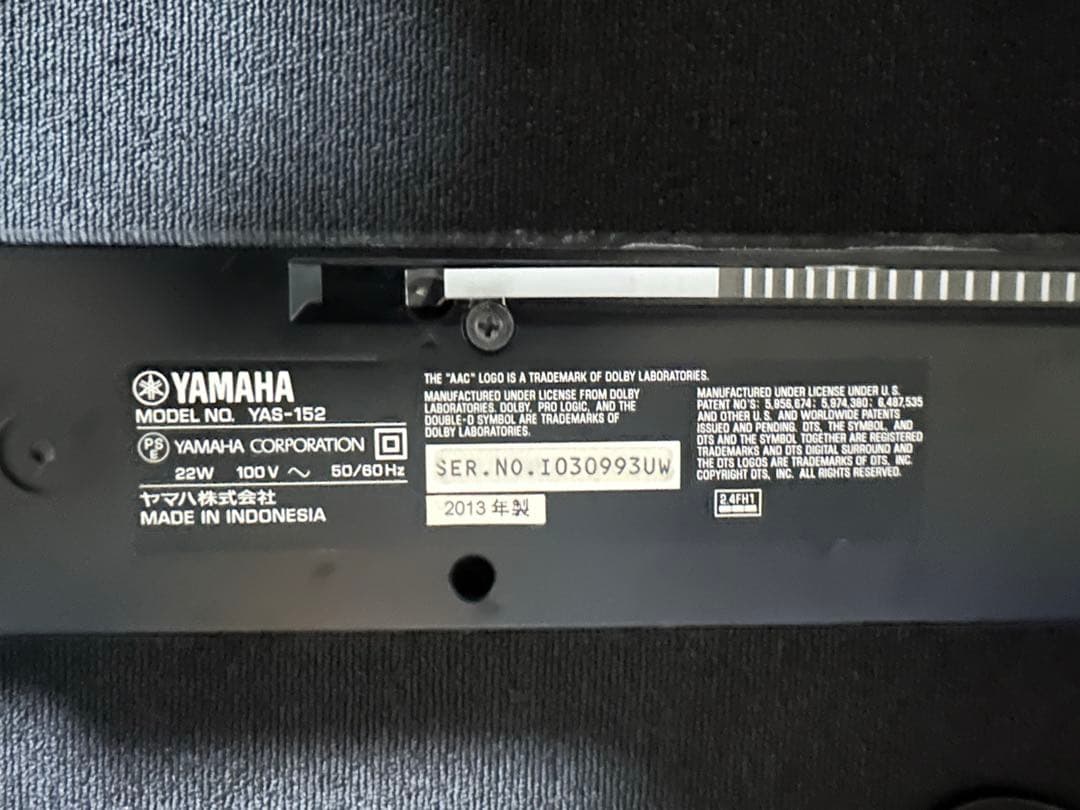 YAMAHA
MODEL NO. YAS-152
PS E YAMAHA CORPORATION
22W 100V ～ 50/60Hz
ヤマハ株式会社
MADE IN INDONESIA
THE "AAC" LOGO IS A TRADEMARK OF DOLBY LABORATORIES.
MANUFACTURED UNDER LICENSE FROM DOLBY
LABORATORIES. DOLBY, PRO LOGIC, AND THE
DOUBLE-D SYMBOL ARE TRADEMARKS OF
DOLBY LABORATORIES.
SER.NO.I030993UW
2013 年製
MANUFACTURED UNDER LICENSE UNDER U.S.
PATENT NO'S: 5,956,674; 5,974,380; 6,487,535
AND OTHER U.S. AND WORLDWIDE PATENTS
ISSUED AND PENDING. DTS, THE SYMBOL, AND
DTS AND THE SYMBOL TOGETHER ARE REGISTERED
TRADEMARKS AND DTS DIGITAL SURROUND AND
THE DTS LOGOS ARE TRADEMARKS OF DTS, INC.
COPYRIGHT DTS, INC. ALL RIGHTS RESERVED.
2.4FH1